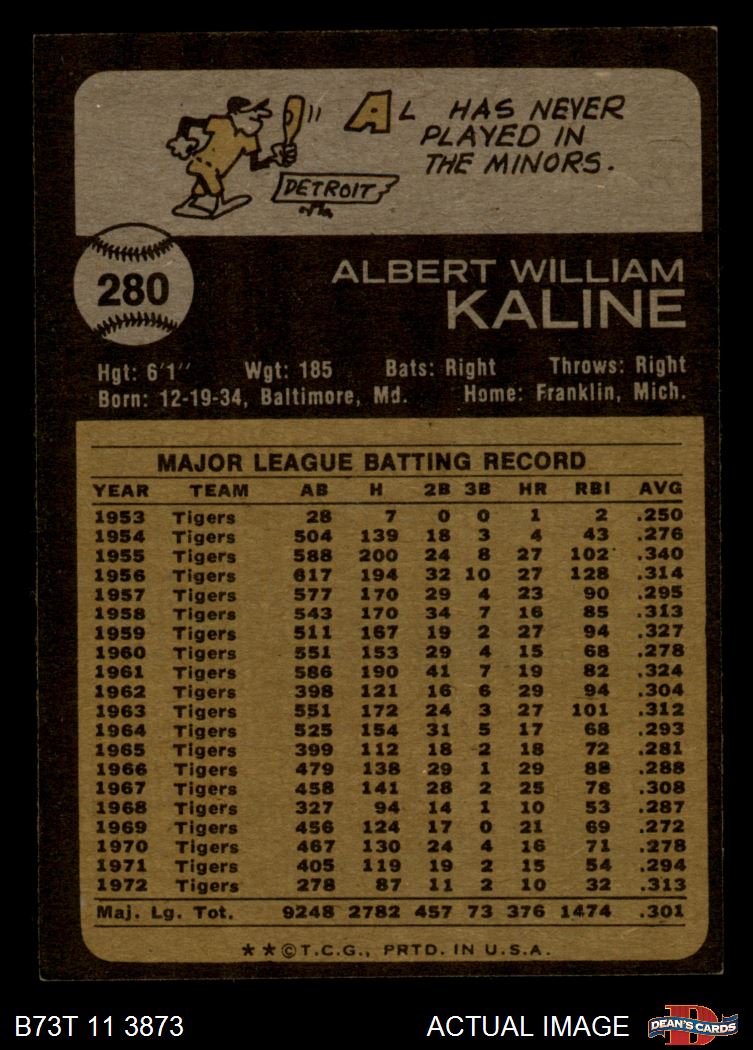 AL HAS NEVER
PLAYED IN
THE MINORS.
DETROIT
280
ALBERT WILLIAM
KALINE
Hgt: 6'1" Wgt: 185 Bats: Right Throws: Right
Born: 12-19-34, Baltimore, Md. Home: Franklin, Mich.
MAJOR LEAGUE BATTING RECORD
YEAR TEAM AB H 2B 3B HR RBI AVG
1953 Tigers 28 7 0 0 1 2 .250
1954 Tigers 504 139 18 3 4 43 .276
1955 Tigers 588 200 24 8 27 102 .340
1956 Tigers 617 194 32 10 27 128 .314
1957 Tigers 577 170 29 4 23 90 .295
1958 Tigers 543 170 34 7 16 85 .313
1959 Tigers 511 167 19 2 27 94 .327
1960 Tigers 551 153 29 4 15 68 .278
1961 Tigers 586 190 41 7 19 82 .324
1962 Tigers 398 121 16 6 29 94 .304
1963 Tigers 551 172 24 3 27 101 .312
1964 Tigers 525 154 31 5 17 68 .293
1965 Tigers 399 112 18 2 18 72 .281
1966 Tigers 479 138 29 1 29 88 .288
1967 Tigers 458 141 28 2 25 78 .308
1968 Tigers 327 94 14 1 10 53 .287
1969 Tigers 456 124 17 0 21 69 .272
1970 Tigers 467 130 24 4 16 71 .278
1971 Tigers 405 119 19 2 15 54 .294
1972 Tigers 278 87 11 2 10 32 .313
Maj. Lg. Tot. 9248 2782 457 73 376 1474 .301
★★©T.C.G., PRTD. IN U.S.A.
B73T 11 3873 ACTUAL IMAGE
D
DEAN'S CARDS